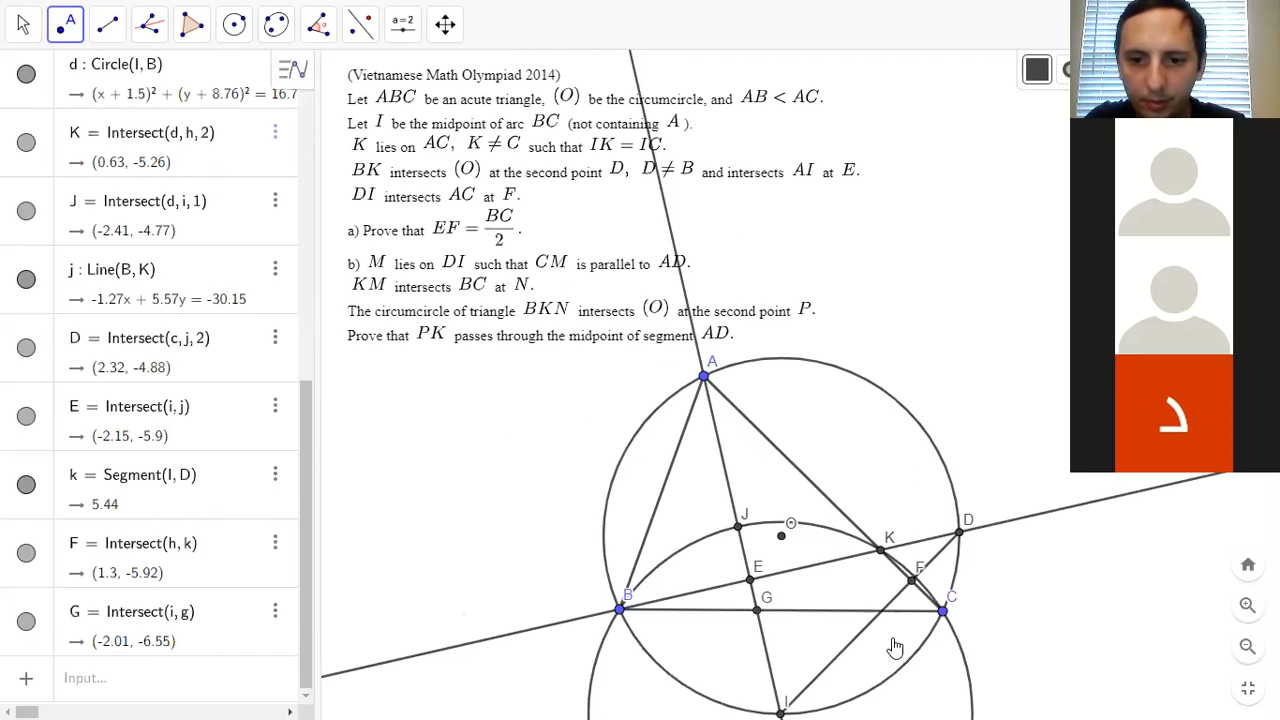 A
a=2
d : Circle(I, B)
→ (x + 1.5)² + (y + 8.76)² = 16.7
K = Intersect(d, h, 2)
→ (0.63, -5.26)
J = Intersect(d, i, 1)
→ (-2.41, -4.77)
j : Line(B, K)
→ -1.27x + 5.57y = -30.15
D = Intersect(c, j, 2)
→ (2.32, -4.88)
E = Intersect(i, j)
→ (-2.15, -5.9)
k = Segment(I, D)
→ 5.44
F = Intersect(h, k)
→ (1.3, -5.92)
G = Intersect(i, g)
→ (-2.01, -6.55)
Input...
(Vietnamese Math Olympiad 2014)
Let ABC be an acute triangle, (O) be the circumcircle, and AB < AC.
Let I be the midpoint of arc BC (not containing A ).
K lies on AC, K ≠ C such that IK = IC.
BK intersects (O) at the second point D, D ≠ B and intersects AI at E.
DI intersects AC at F.
a) Prove that EF = BC/2.
b) M lies on DI such that CM is parallel to AD.
KM intersects BC at N.
The circumcircle of triangle BKN intersects (O) at the second point P.
Prove that PK passes through the midpoint of segment AD.
A
J
O
D
K
E
F
B
G
C
I
ד